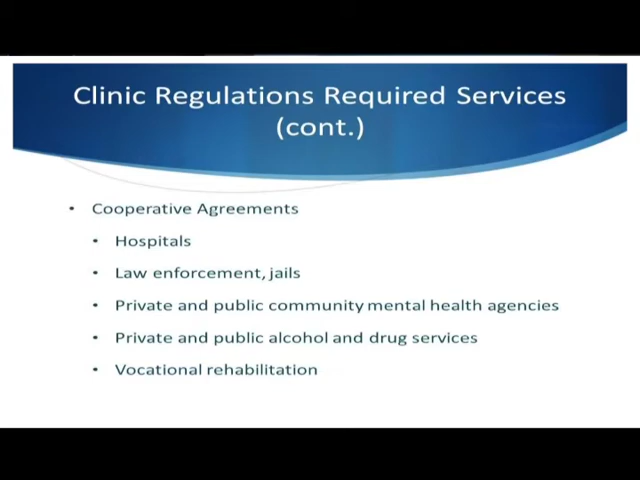 Clinic Regulations Required Services
(cont.)
• Cooperative Agreements
• Hospitals
• Law enforcement, jails
• Private and public community mental health agencies
• Private and public alcohol and drug services
• Vocational rehabilitation